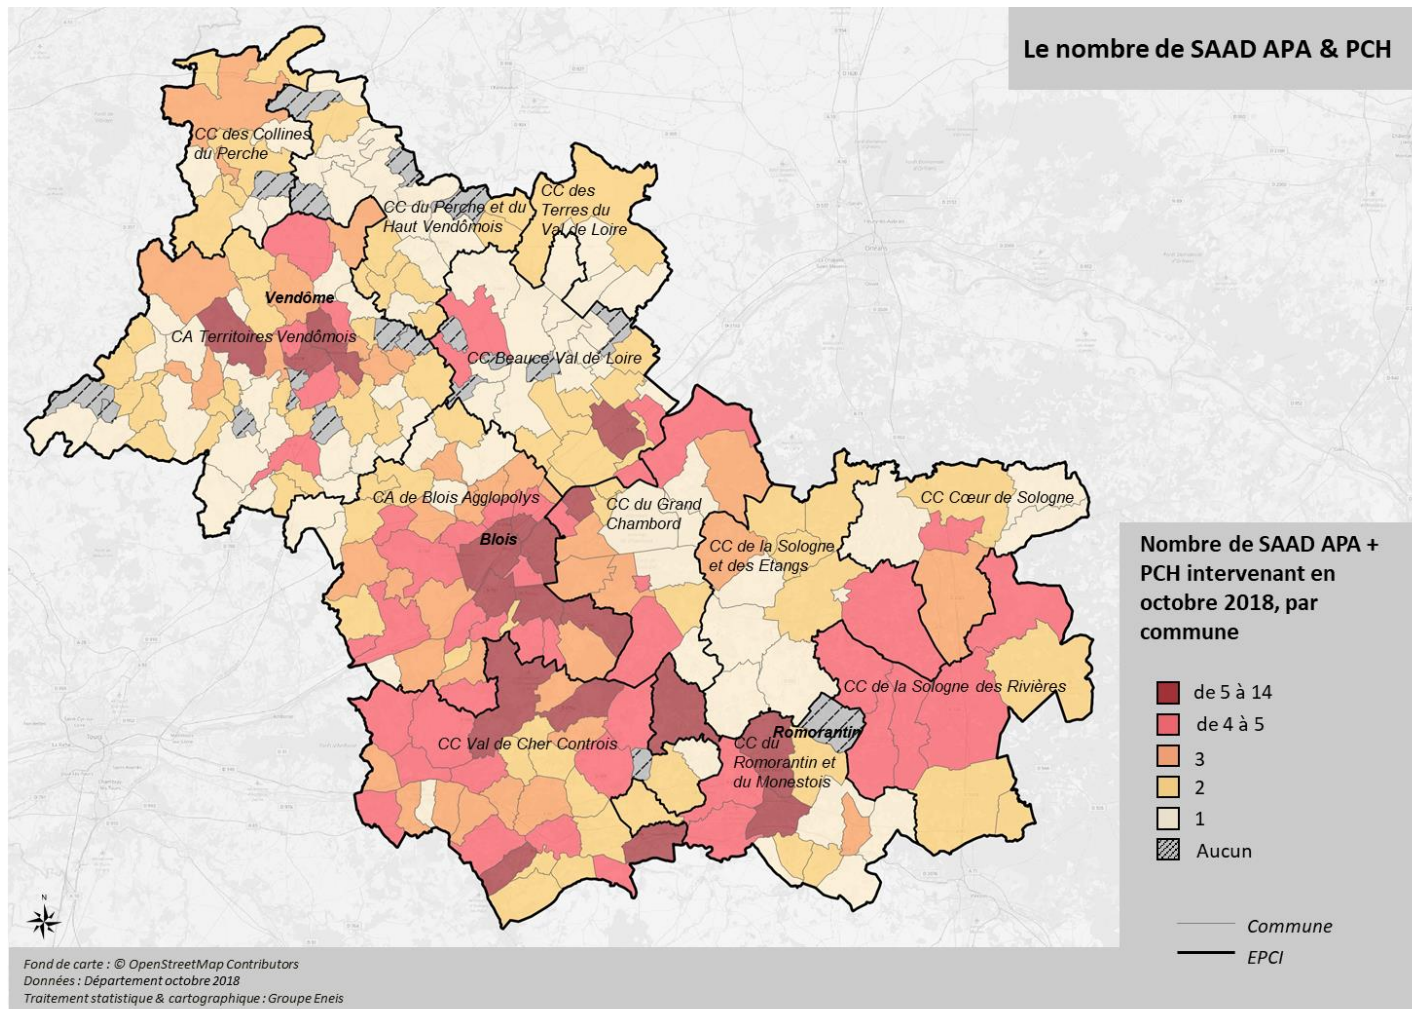 Le nombre de SAAD APA & PCH
CC des Collines
du Perche
CC du Perche et du
Haut Vendômois
CC des
Terres du
Val de Loire
Vendôme
CA Territoires Vendômois
CC Beauce Val de Loire
CA de Blois Agglopolys
Blois
CC du Grand
Chambord
CC Cœur de Sologne
CC de la Sologne
et des Etangs
CC de la Sologne des Rivières
CC Val de Cher Controis
Romorantin
CC du
Romorantin et
du Monestois
Nombre de SAAD APA +
PCH intervenant en
octobre 2018, par
commune
de 5 à 14
de 4 à 5
3
2
1
Aucun
Commune
EPCI
N
Fond de carte : © OpenStreetMap Contributors
Données : Département octobre 2018
Traitement statistique & cartographique : Groupe Eneis